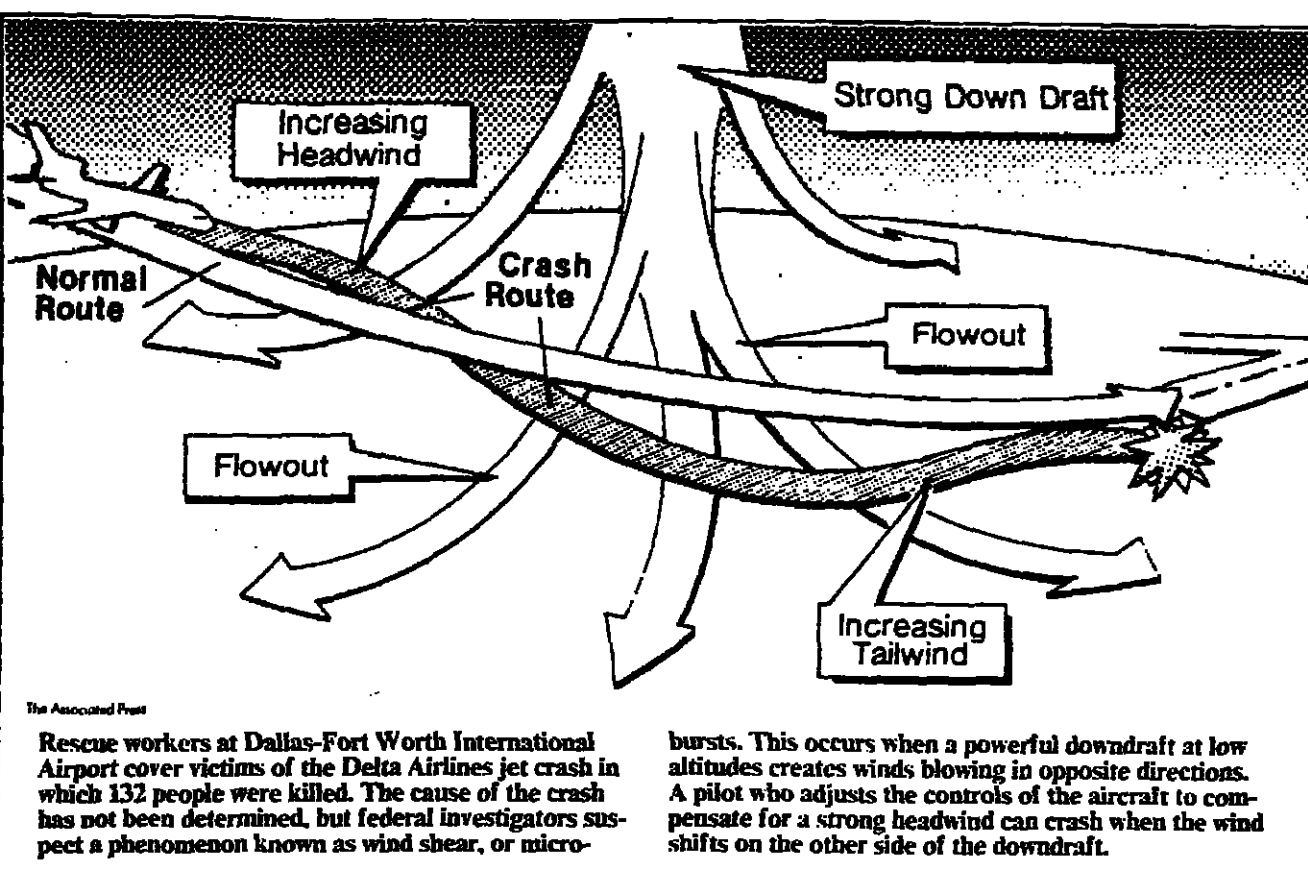 Strong Down Draft
Increasing
Headwind
Normal
Route
Crash
Route
Flowout
Flowout
Increasing
Tailwind
The Associated Press
Rescue workers at Dallas-Fort Worth International
Airport cover victims of the Delta Airlines jet crash in
which 132 people were killed. The cause of the crash
has not been determined, but federal investigators sus-
pect a phenomenon known as wind shear, or micro-
bursts. This occurs when a powerful downdraft at low
altitudes creates winds blowing in opposite directions.
A pilot who adjusts the controls of the aircraft to com-
pensate for a strong headwind can crash when the wind
shifts on the other side of the downdraft.